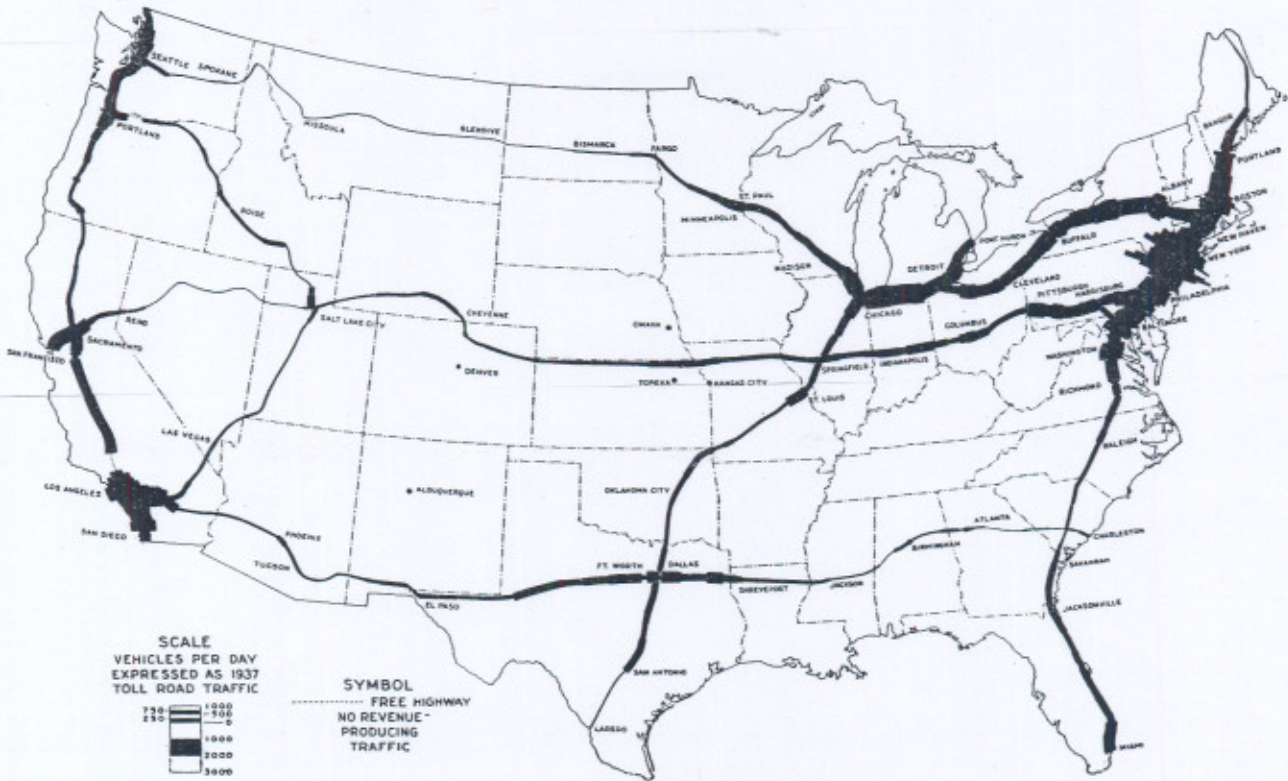 SEATTLE
SPOKANE
PORTLAND
MISSOULA
GLENDIVE
BISMARCK
FARGO
BOISE
ST. PAUL
MINNEAPOLIS
MADISON
DETROIT
PORT HURON
BUFFALO
ALBANY
BANGOR
PORTLAND
BOSTON
NEW HAVEN
NEW YORK
CLEVELAND
PITTSBURGH
HARRISBURG
PHILADELPHIA
BALTIMORE
WASHINGTON
RICHMOND
RALEIGH
CHICAGO
COLUMBUS
INDIANAPOLIS
SPRINGFIELD
ST. LOUIS
KANSAS CITY
TOPEKA
OMAHA
CHEYENNE
DENVER
SALT LAKE CITY
RENO
SACRAMENTO
SAN FRANCISCO
LAS VEGAS
LOS ANGELES
SAN DIEGO
PHOENIX
TUCSON
ALBUQUERQUE
EL PASO
OKLAHOMA CITY
FT. WORTH
DALLAS
SHREVEPORT
JACKSON
BIRMINGHAM
ATLANTA
CHARLESTON
SAVANNAH
JACKSONVILLE
MIAMI
SAN ANTONIO
LAREDO
SCALE
VEHICLES PER DAY
EXPRESSED AS 1937
TOLL ROAD TRAFFIC
1000
750
500
250
0
1000
2000
3000
SYMBOL
FREE HIGHWAY
NO REVENUE-
PRODUCING
TRAFFIC